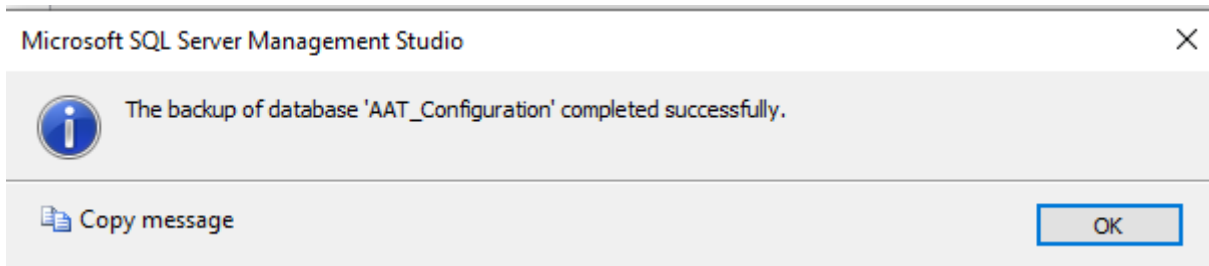 Microsoft SQL Server Management Studio
The backup of database 'AAT_Configuration' completed successfully.
Copy message
OK